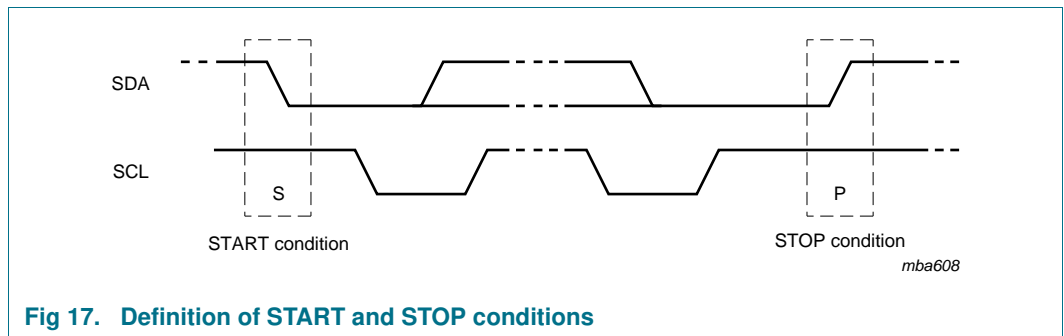 SDA
SCL
S
P
START condition
STOP condition
mba608
Fig 17. Definition of START and STOP conditions